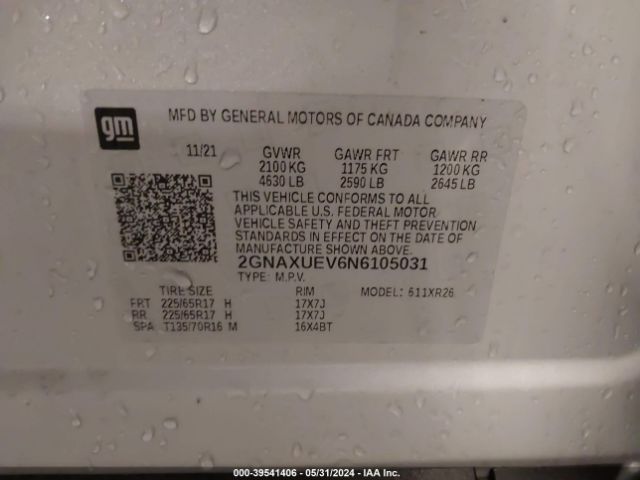 gm
MFD BY GENERAL MOTORS OF CANADA COMPANY
11/21 GVWR GAWR FRT GAWR RR
2100 KG 1175 KG 1200 KG
4630 LB 2590 LB 2645 LB
THIS VEHICLE CONFORMS TO ALL
APPLICABLE U.S. FEDERAL MOTOR
VEHICLE SAFETY AND THEFT PREVENTION
STANDARDS IN EFFECT ON THE DATE OF
MANUFACTURE SHOWN ABOVE.
2GNAXUEV6N6105031
TYPE: M.P.V.
TIRE SIZE RIM MODEL: 611XR26
FRT 225/65R17 H 17X7J
RR 225/65R17 H 17X7J
SPA T135/70R16 M 16X4BT
000-39541406 - 05/31/2024 - IAA Inc.